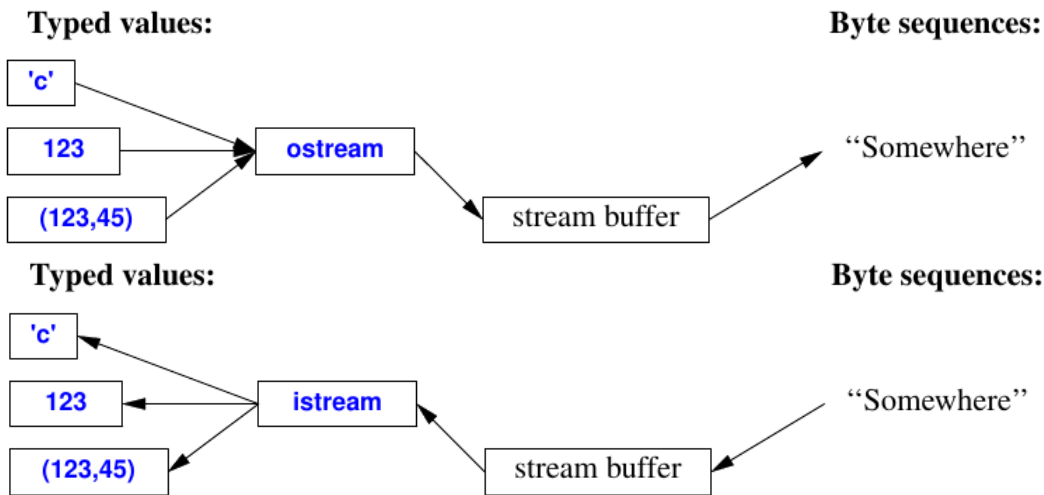 Typed values:
Byte sequences:
'c'
123
ostream
‘‘Somewhere’’
(123,45)
stream buffer
Typed values:
Byte sequences:
'c'
123
istream
‘‘Somewhere’’
(123,45)
stream buffer